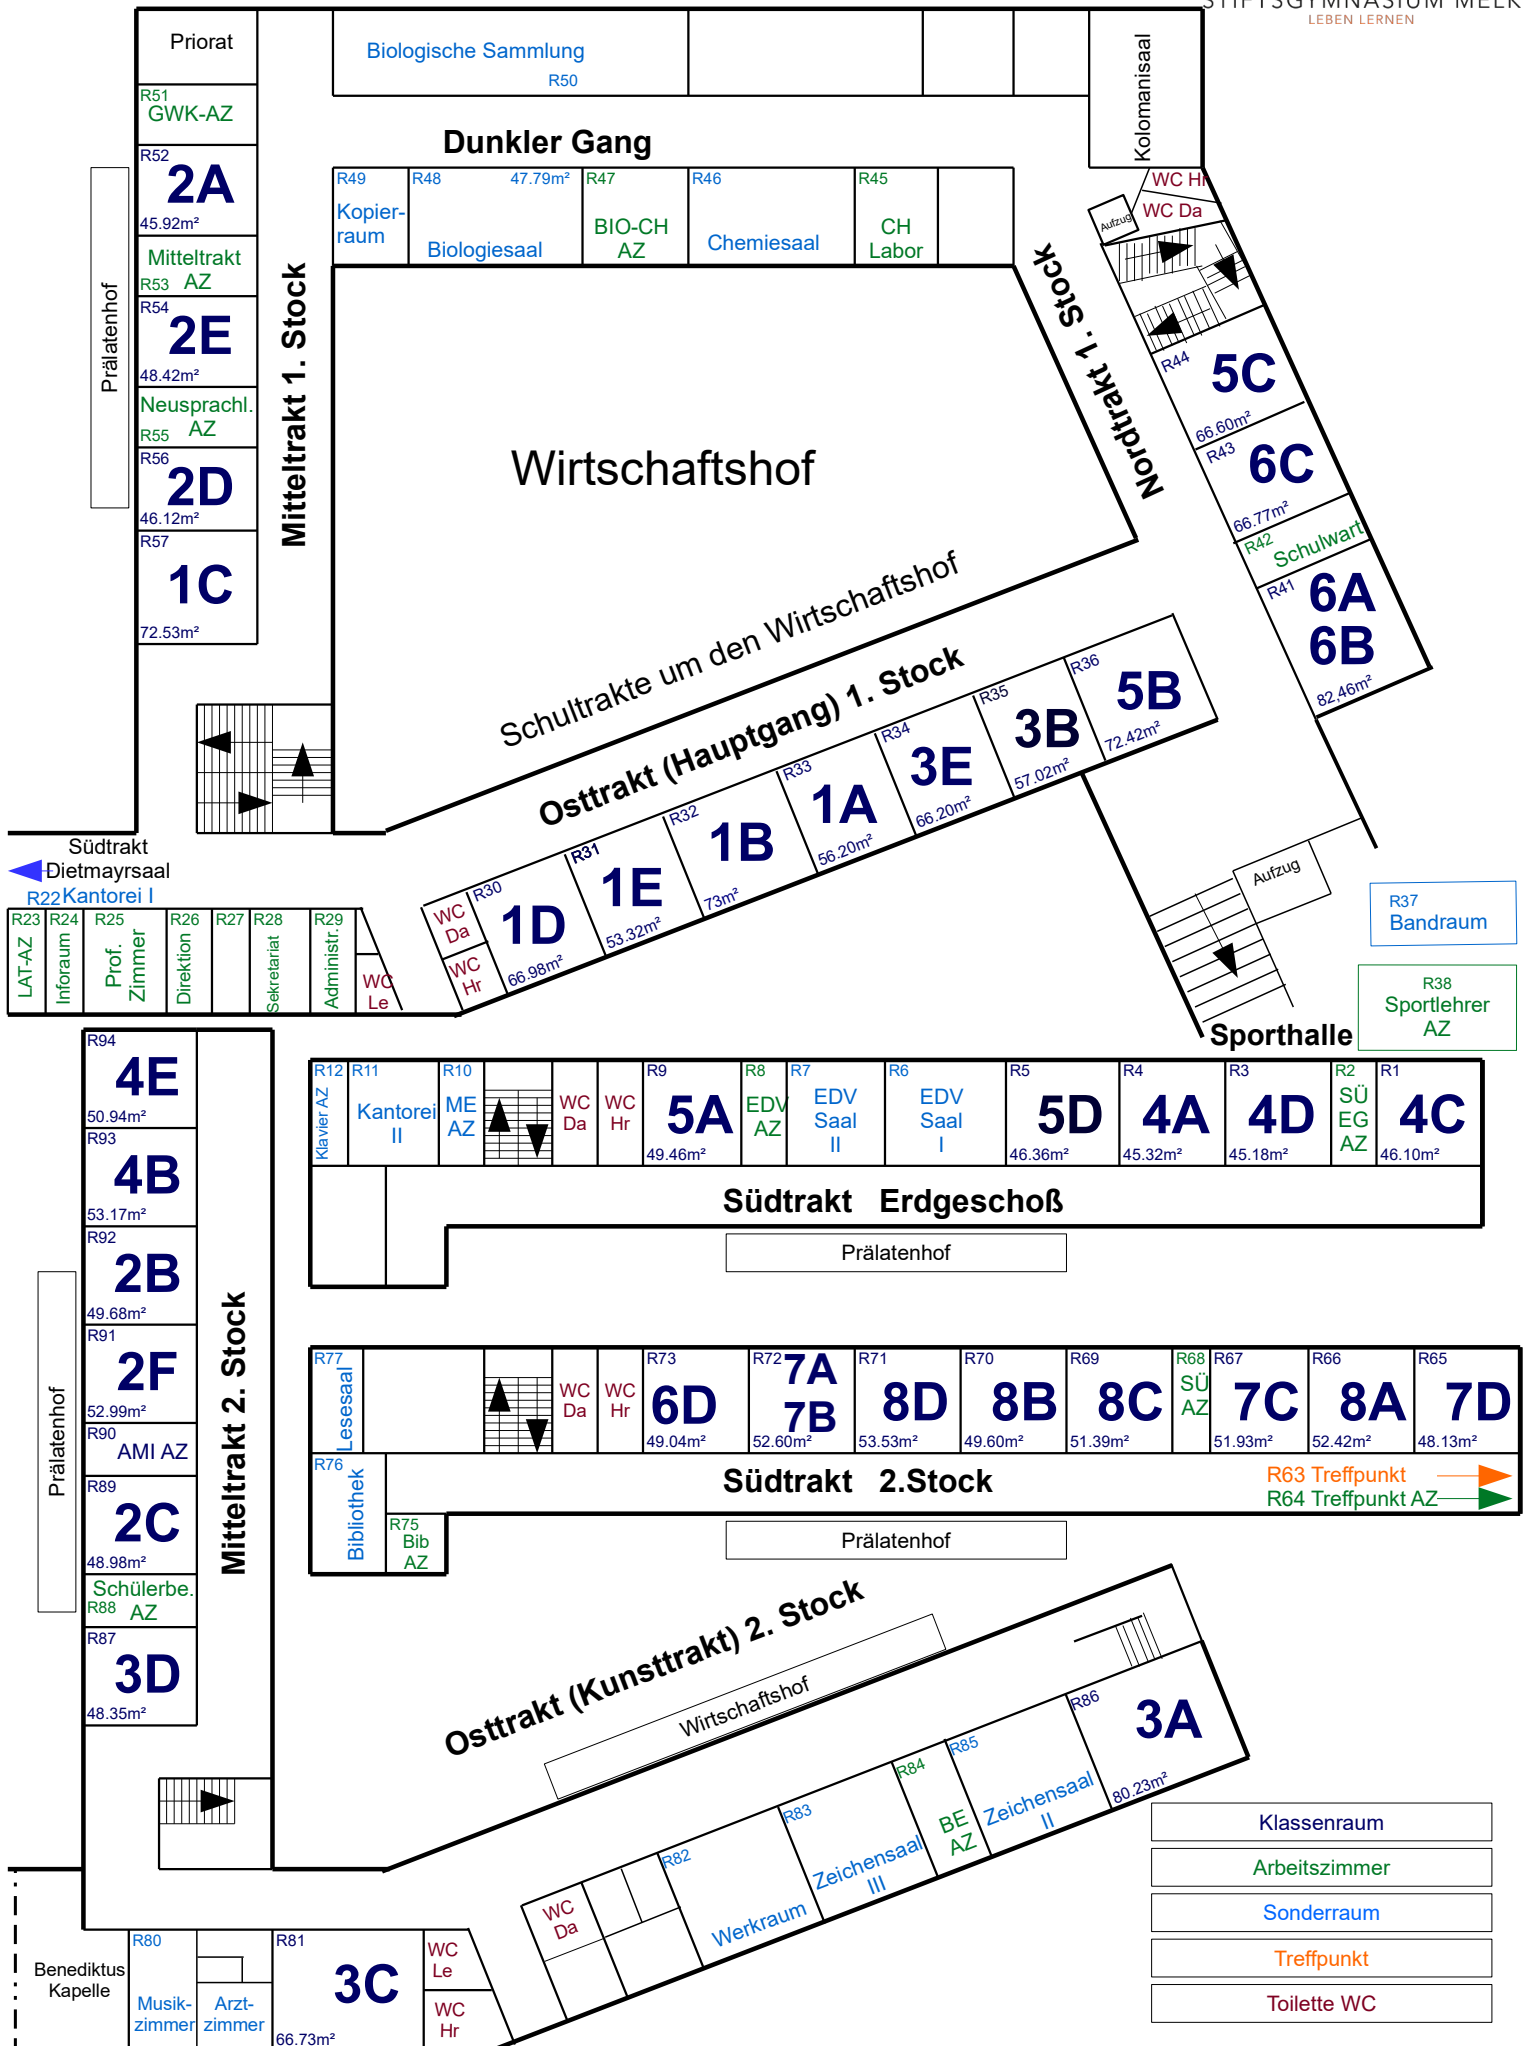 STIFTSGYMNASIUM MELK
LEBEN LERNEN
Priorat
Biologische Sammlung
R50
Kolomanisaal
R51
GWK-AZ
Dunkler Gang
R52
2A
45.92m²
R49
Kopier-
raum
R48
47.79m²
Biologiesaal
R47
BIO-CH
AZ
R46
Chemiesaal
R45
CH
Labor
WC Hr
WC Da
Aufzug
Mitteltrakt
R53 AZ
R54
2E
48.42m²
Neusprachl.
R55 AZ
R56
2D
46.12m²
R57
1C
72.53m²
Prälatenhof
Mitteltrakt 1. Stock
Wirtschaftshof
Nordtrakt 1. Stock
R44
5C
66.60m²
R43
6C
66.77m²
R42
Schulwart
R41
6A
6B
82,46m²
Schultrakte um den Wirtschaftshof
Osttrakt (Hauptgang) 1. Stock
R36
5B
72.42m²
R35
3B
57.02m²
R34
3E
66.20m²
R33
1A
56.20m²
R32
1B
73m²
R31
1E
53.32m²
R30
1D
66.98m²
WC
Da
WC
Hr
Südtrakt
Dietmayrsaal
R22 Kantorei I
R23
LAT-AZ
R24
Inforaum
R25
Prof.
Zimmer
R26
Direktion
R27
R28
Sekretariat
R29
Administr.
WC
Le
Aufzug
R37
Bandraum
R38
Sportlehrer
AZ
Sporthalle
R94
4E
50.94m²
R93
4B
53.17m²
R92
2B
49.68m²
R91
2F
52.99m²
R90
AMI AZ
R89
2C
48.98m²
Schülerbe.
R88 AZ
R87
3D
48.35m²
Prälatenhof
Mitteltrakt 2. Stock
R12
Klavier AZ
R11
Kantorei
II
R10
ME
AZ
WC
Da
WC
Hr
R9
5A
49.46m²
R8
EDV
AZ
R7
EDV
Saal
II
R6
EDV
Saal
I
R5
5D
46.36m²
R4
4A
45.32m²
R3
4D
45.18m²
R2
SÜ
EG
AZ
R1
4C
46.10m²
Südtrakt Erdgeschoß
Prälatenhof
R77
Lesesaal
WC
Da
WC
Hr
R73
6D
49.04m²
R72
7A
7B
52.60m²
R71
8D
53.53m²
R70
8B
49.60m²
R69
8C
51.39m²
R68
SÜ
AZ
R67
7C
51.93m²
R66
8A
52.42m²
R65
7D
48.13m²
R76
Bibliothek
R75
Bib
AZ
Südtrakt 2.Stock
R63 Treffpunkt
R64 Treffpunkt AZ
Prälatenhof
Osttrakt (Kunsttrakt) 2. Stock
Wirtschaftshof
R86
3A
80.23m²
R85
Zeichensaal
II
R84
BE
AZ
R83
Zeichensaal
III
R82
Werkraum
WC
Da
Benediktus
Kapelle
R80
Musik-
zimmer
Arzt-
zimmer
R81
3C
66.73m²
WC
Le
WC
Hr
Klassenraum
Arbeitszimmer
Sonderraum
Treffpunkt
Toilette WC